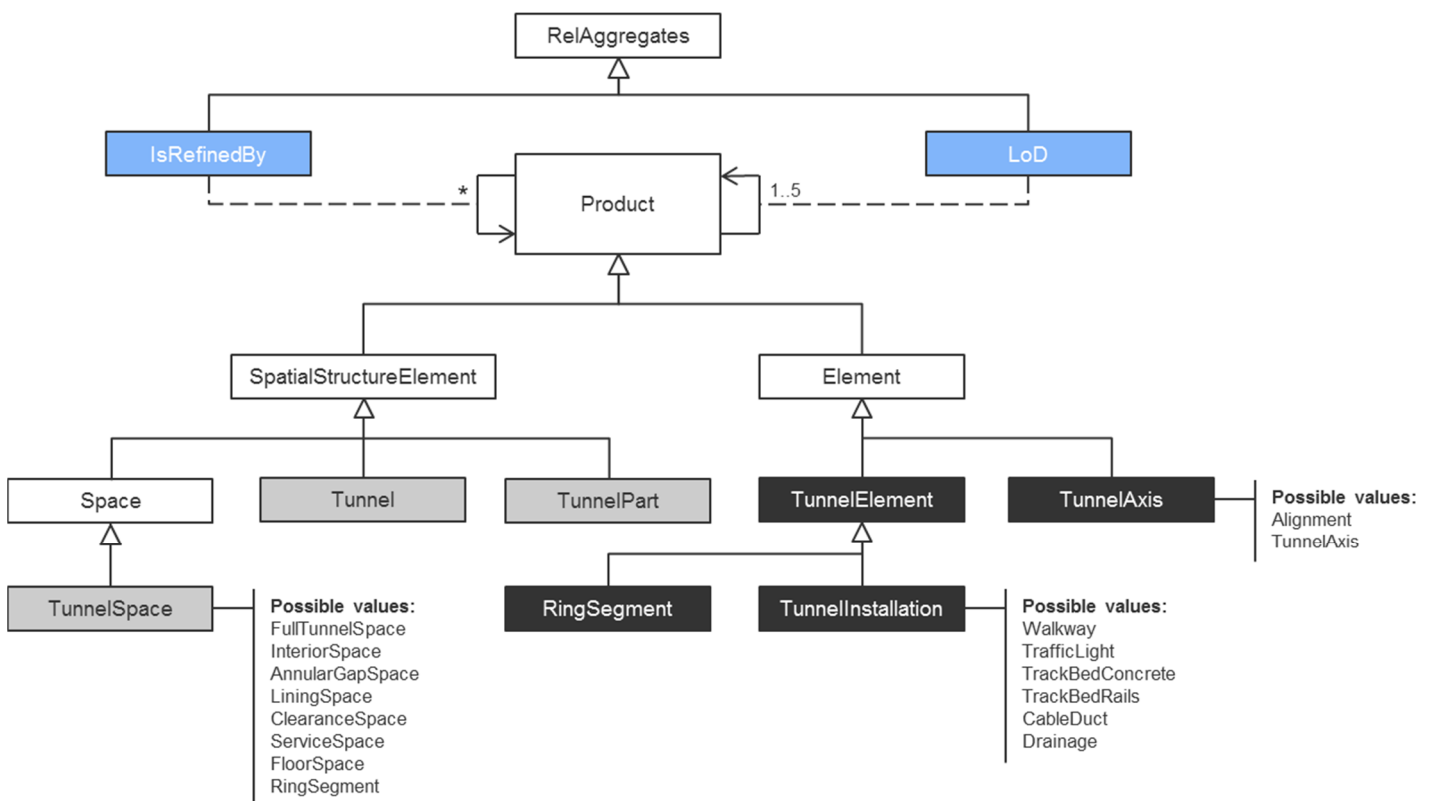 RelAggregates
IsRefinedBy
LoD
*
Product
1..5
SpatialStructureElement
Element
Space
Tunnel
TunnelPart
TunnelElement
TunnelAxis
Possible values:
Alignment
TunnelAxis
TunnelSpace
Possible values:
FullTunnelSpace
InteriorSpace
AnnularGapSpace
LiningSpace
ClearanceSpace
ServiceSpace
FloorSpace
RingSegment
RingSegment
TunnelInstallation
Possible values:
Walkway
TrafficLight
TrackBedConcrete
TrackBedRails
CableDuct
Drainage